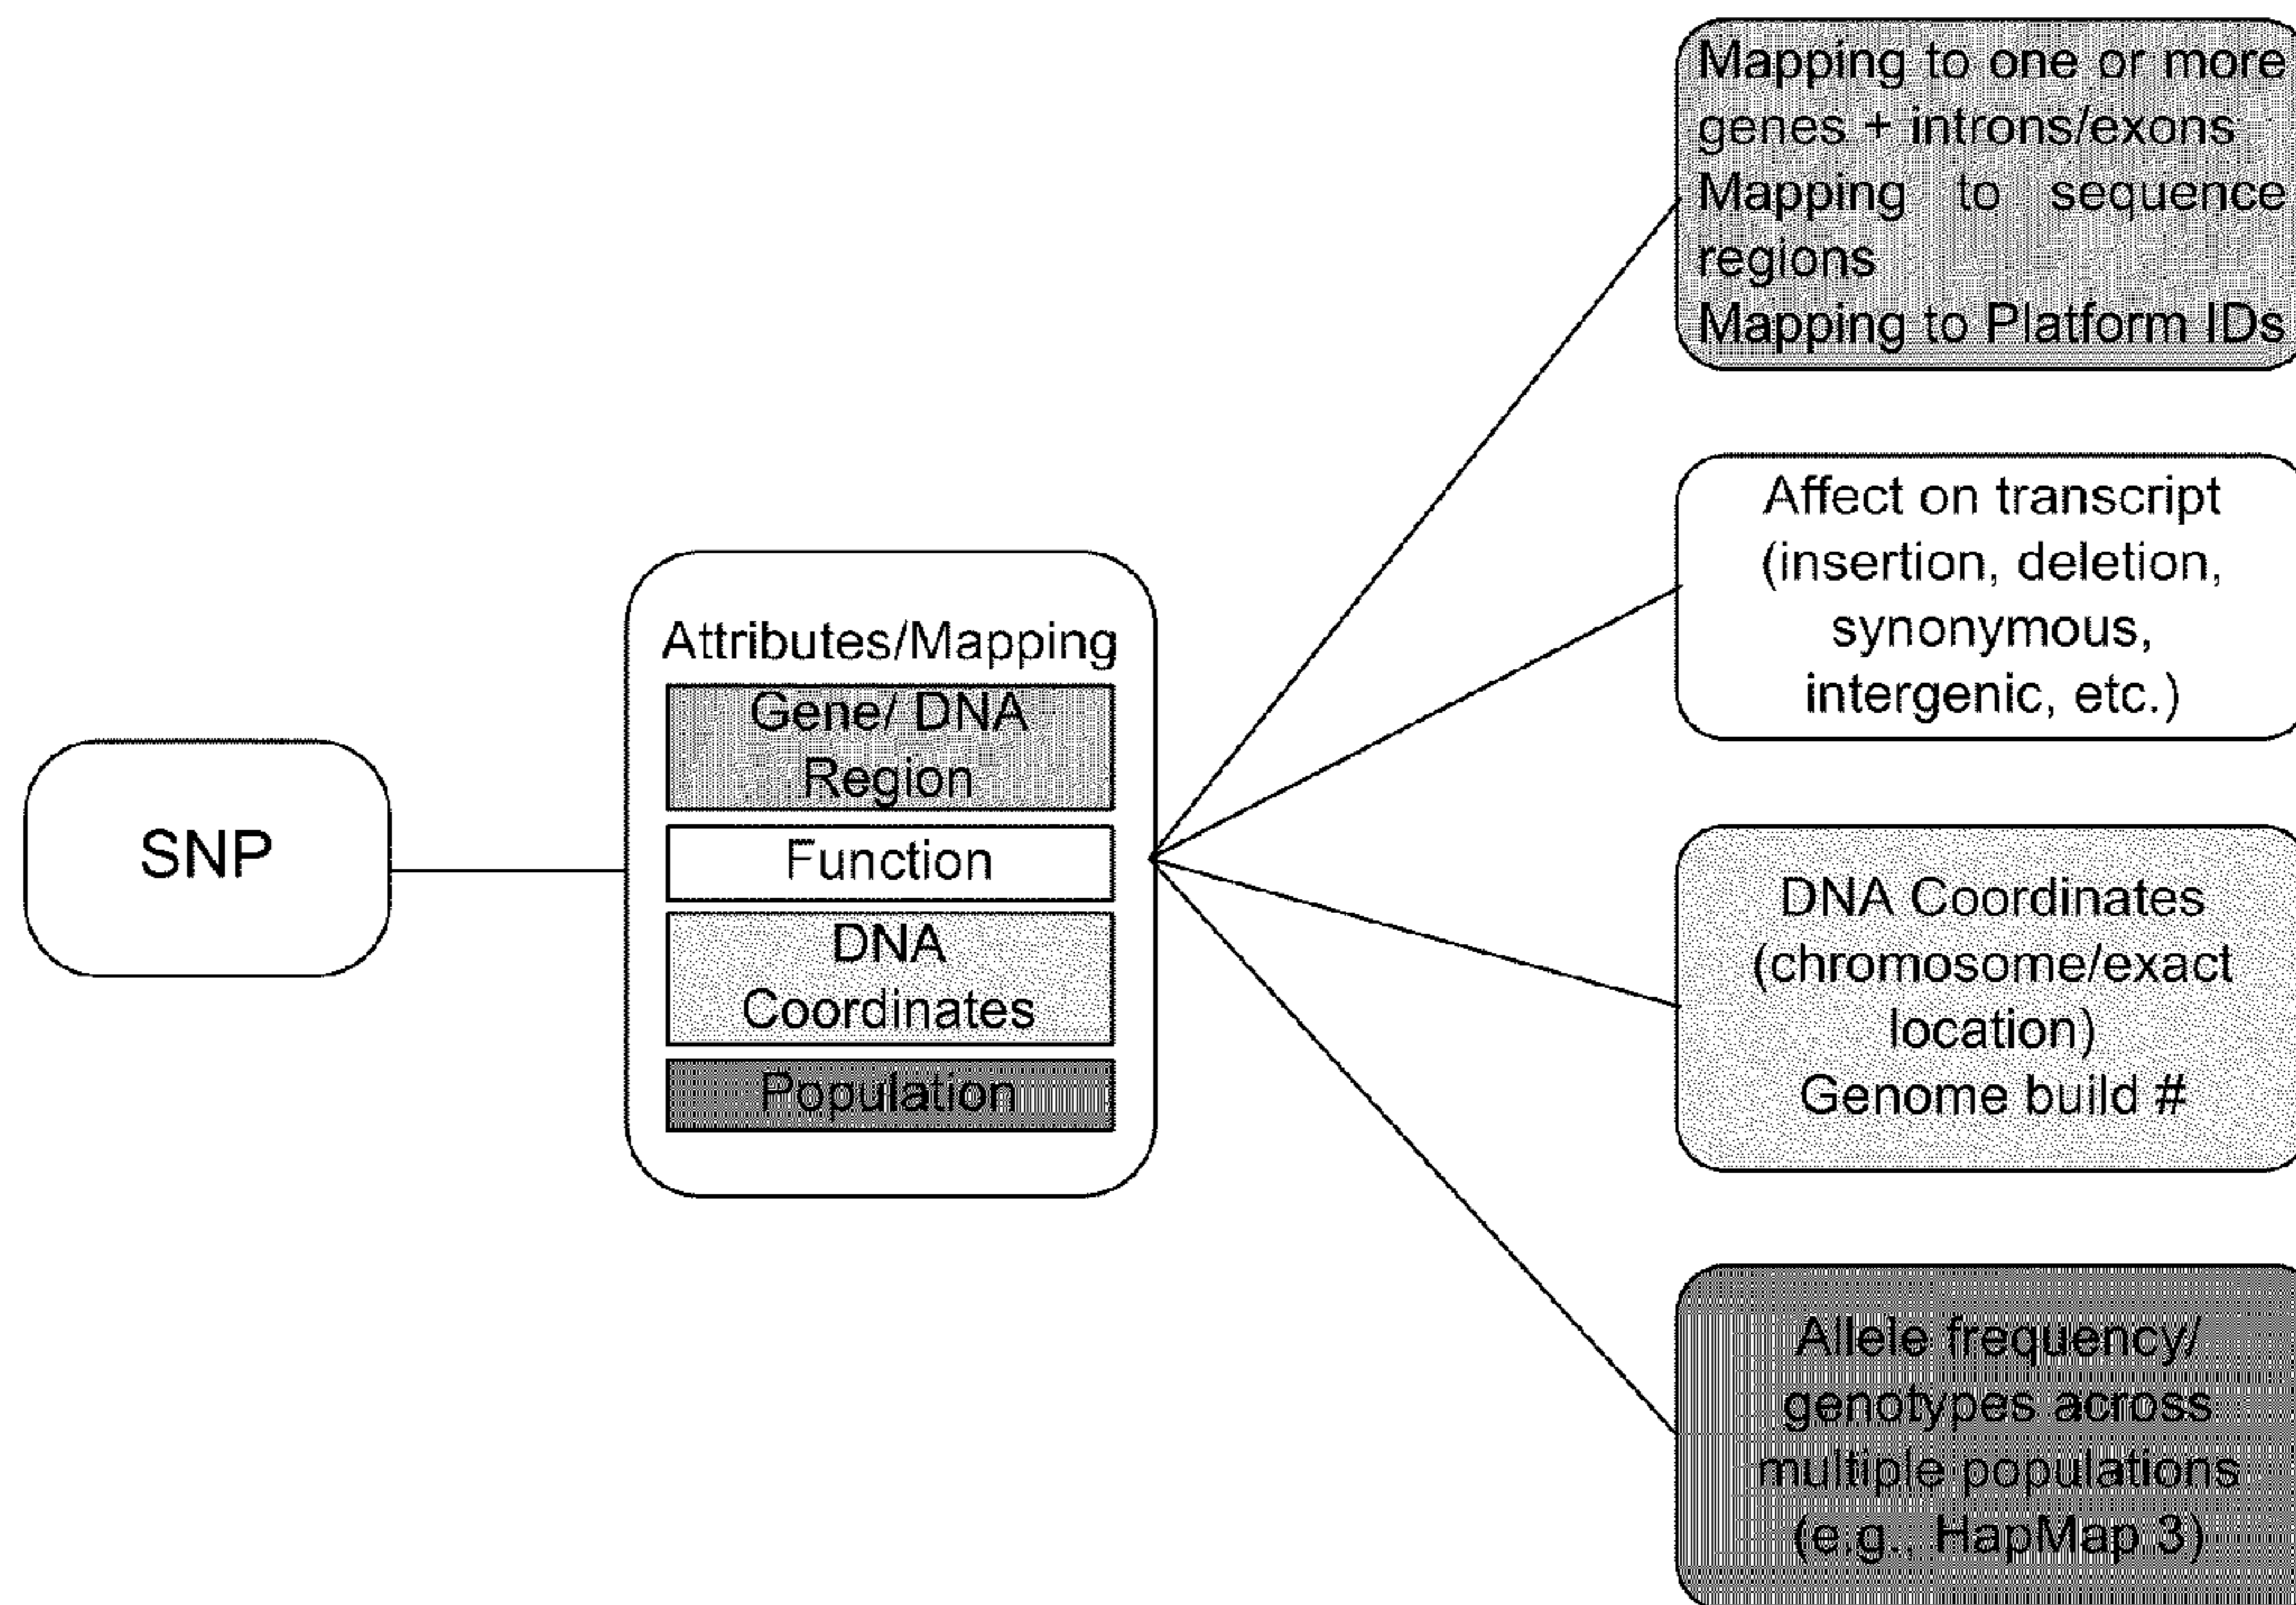 SNP
Attributes/Mapping
Gene/ DNA
Region
Function
DNA
Coordinates
Population
Mapping to one or more
genes + introns/exons
Mapping to sequence
regions
Mapping to Platform IDs
Affect on transcript
(insertion, deletion,
synonymous,
intergenic, etc.)
DNA Coordinates
(chromosome/exact
location)
Genome build #
Allele frequency/
genotypes across
multiple populations
(e.g., HapMap 3)